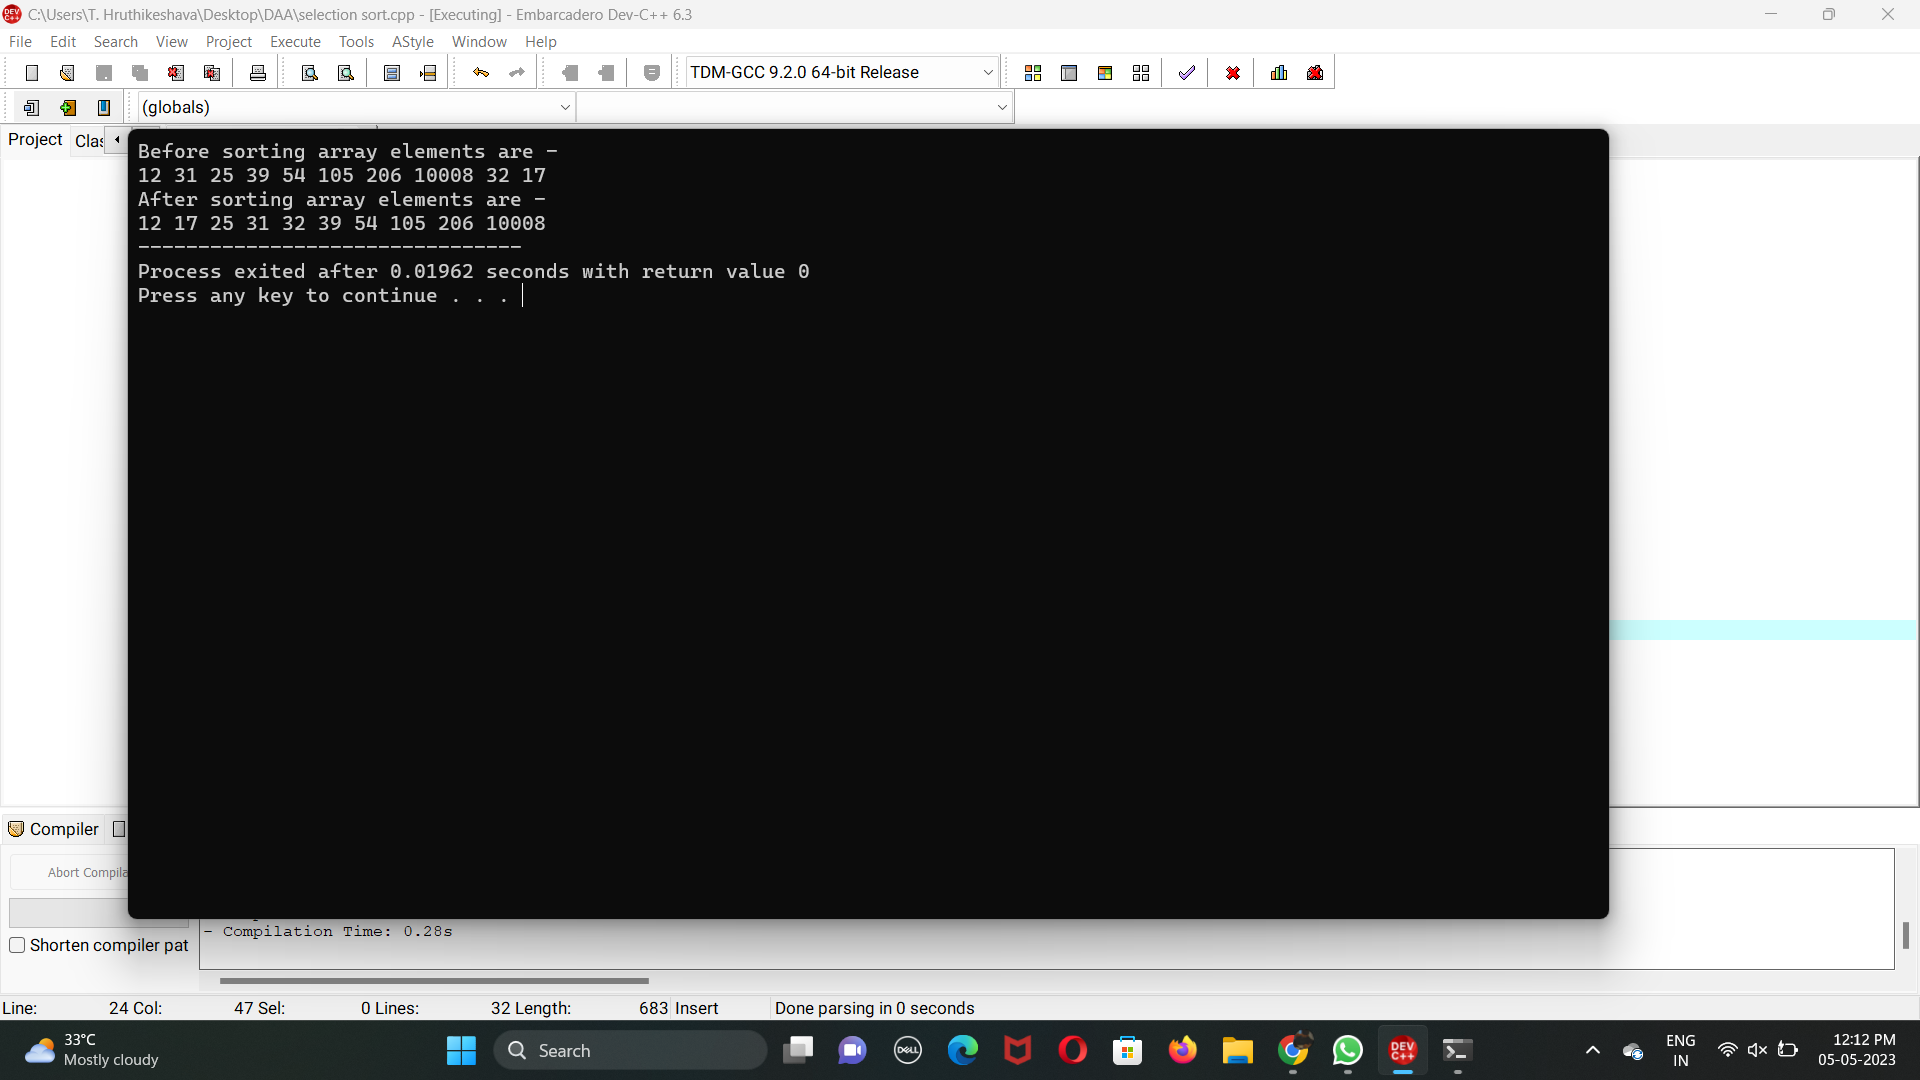 C:\Users\T. Hruthikeshava\Desktop\DAA\selection sort.cpp - [Executing] - Embarcadero Dev-C++ 6.3
File Edit Search View Project Execute Tools AStyle Window Help
TDM-GCC 9.2.0 64-bit Release
(globals)
Project Clas
Before sorting array elements are -
12 31 25 39 54 105 206 10008 32 17
After sorting array elements are -
12 17 25 31 32 39 54 105 206 10008
--------------------------------
Process exited after 0.01962 seconds with return value 0
Press any key to continue . . .
Compiler
Abort Compila
- Compilation Time: 0.28s
Shorten compiler pat
Line: 24 Col: 47 Sel: 0 Lines: 32 Length: 683 Insert Done parsing in 0 seconds
33°C
Mostly cloudy
Search
DELL
DEV
C++
ENG
IN
12:12 PM
05-05-2023